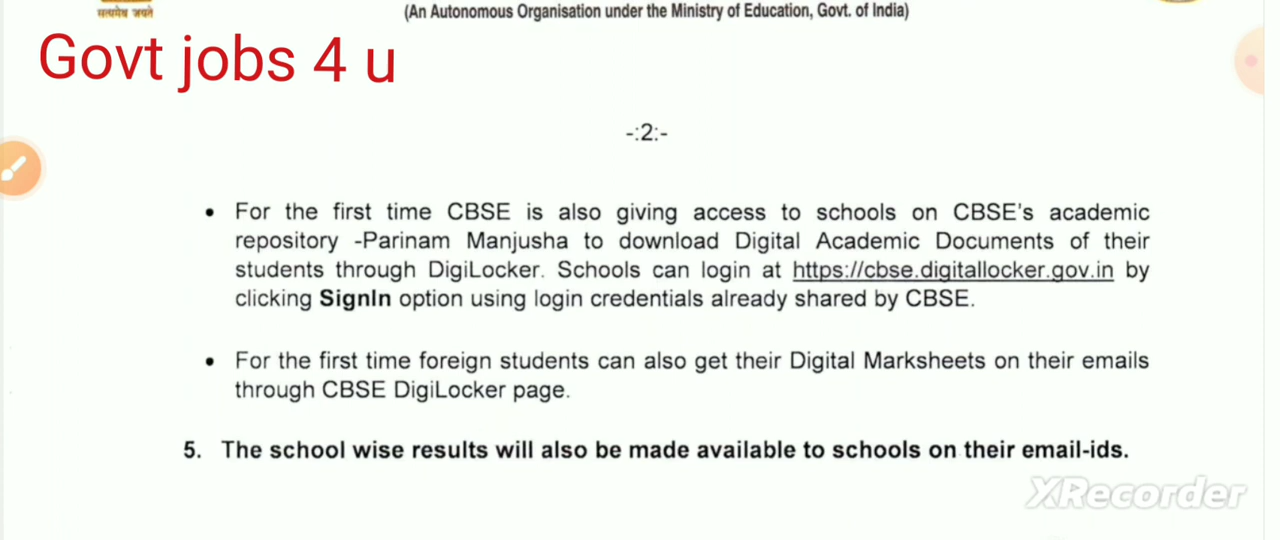 सत्यमेव जयते
(An Autonomous Organisation under the Ministry of Education, Govt. of India)
Govt jobs 4 u
-:2:-
• For the first time CBSE is also giving access to schools on CBSE's academic
repository -Parinam Manjusha to download Digital Academic Documents of their
students through DigiLocker. Schools can login at https://cbse.digitallocker.gov.in by
clicking SignIn option using login credentials already shared by CBSE.
• For the first time foreign students can also get their Digital Marksheets on their emails
through CBSE DigiLocker page.
5. The school wise results will also be made available to schools on their email-ids.
XRecorder